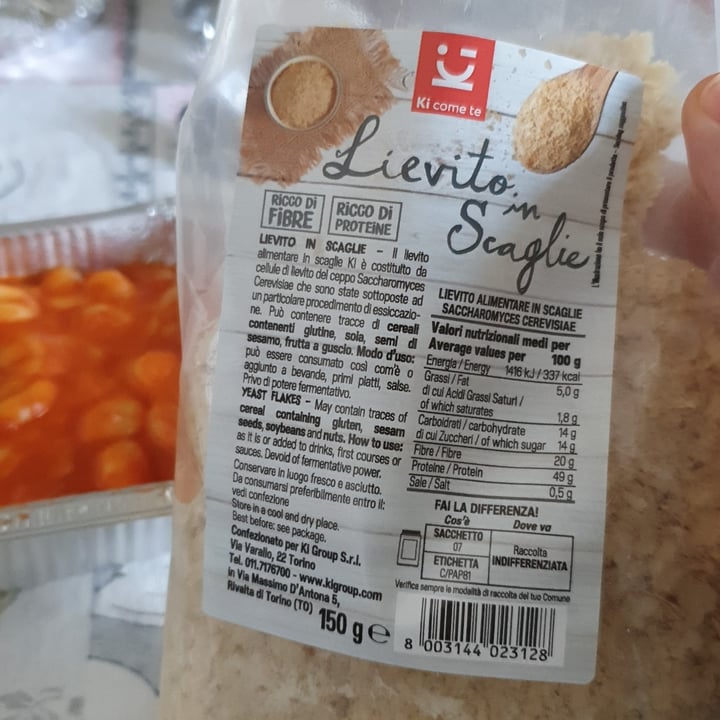 Ki
Ki come te
Lievito
in
Scaglie
RICCO DI
FIBRE
RICCO DI
PROTEINE
LIEVITO IN SCAGLIE - Il lievito
alimentare in scaglie KI è costituito da
cellule di lievito del ceppo Saccharomyces
Cerevisiae che sono state sottoposte ad
un particolare procedimento di essiccazio-
ne. Può contenere tracce di cereali
contenenti glutine, soia, semi di
sesamo, frutta a guscio. Modo d'uso:
può essere consumato così com'è o
aggiunto a bevande, primi piatti, salse.
Privo di potere fermentativo.
YEAST FLAKES - May contain traces of
cereal containing gluten, sesam
seeds, soybeans and nuts. How to use:
as it is or added to drinks, first courses or
sauces. Devoid of fermentative power.
Conservare in luogo fresco e asciutto.
Da consumarsi preferibilmente entro il:
vedi confezione
Store in a cool and dry place.
Best before: see package.
Confezionato per Ki Group S.r.l.
Via Varallo, 22 Torino
Tel. 011.7176700 - www.kigroup.com
in Via Massimo D'Antona 5,
Rivalta di Torino (TO)
150 g e
LIEVITO ALIMENTARE IN SCAGLIE
SACCHAROMYCES CEREVISIAE
Valori nutrizionali medi per
Average values per 100 g
Energie / Energy 1416 kJ / 337 kcal
Grassi / Fat 5,0 g
di cui Acidi Grassi Saturi /
of which saturates 1,8 g
Carboidrati / carbohydrate 14 g
di cui Zuccheri / of which sugar 14 g
Fibre / Fibre 20 g
Proteine / Protein 49 g
Sale / Salt 0,5 g
FAI LA DIFFERENZA!
Cos'è Dove va
SACCHETTO
07
ETICHETTA
C/PAP81
Raccolta
INDIFFERENZIATA
Verifica sempre le modalità di raccolta del tuo Comune
8 003144 023128